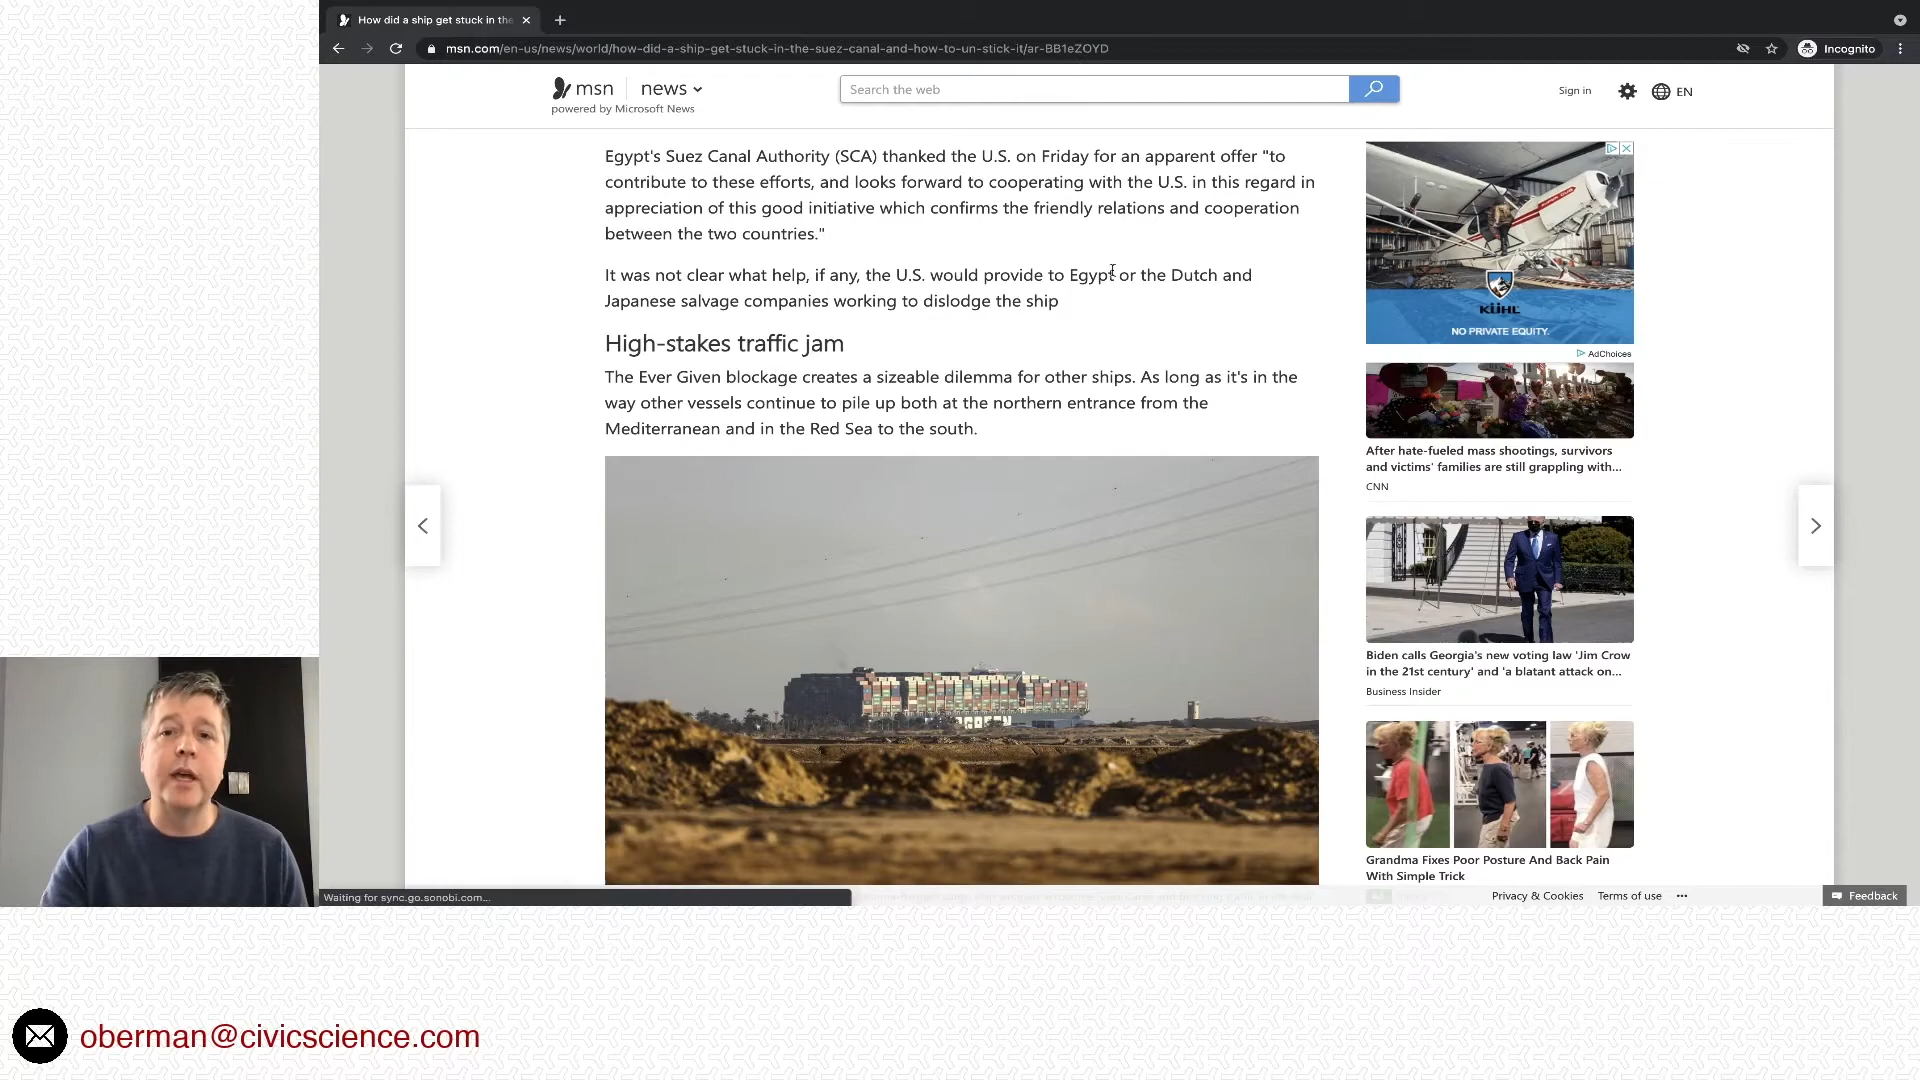 How did a ship get stuck in the
msn.com/en-us/news/world/how-did-a-ship-get-stuck-in-the-suez-canal-and-how-to-un-stick-it/ar-BB1eZOYD
Incognito
msn
news
powered by Microsoft News
Search the web
Sign in
EN
Egypt's Suez Canal Authority (SCA) thanked the U.S. on Friday for an apparent offer "to
contribute to these efforts, and looks forward to cooperating with the U.S. in this regard in
appreciation of this good initiative which confirms the friendly relations and cooperation
between the two countries."
It was not clear what help, if any, the U.S. would provide to Egypt or the Dutch and
Japanese salvage companies working to dislodge the ship
High-stakes traffic jam
The Ever Given blockage creates a sizeable dilemma for other ships. As long as it's in the
way other vessels continue to pile up both at the northern entrance from the
Mediterranean and in the Red Sea to the south.
KÜHL
NO PRIVATE EQUITY.
AdChoices
After hate-fueled mass shootings, survivors
and victims' families are still grappling with...
CNN
Biden calls Georgia's new voting law 'Jim Crow
in the 21st century' and 'a blatant attack on...
Business Insider
Grandma Fixes Poor Posture And Back Pain
With Simple Trick
Waiting for sync.go.sonobi.com...
Privacy & Cookies
Terms of use
Feedback
oberman@civicscience.com